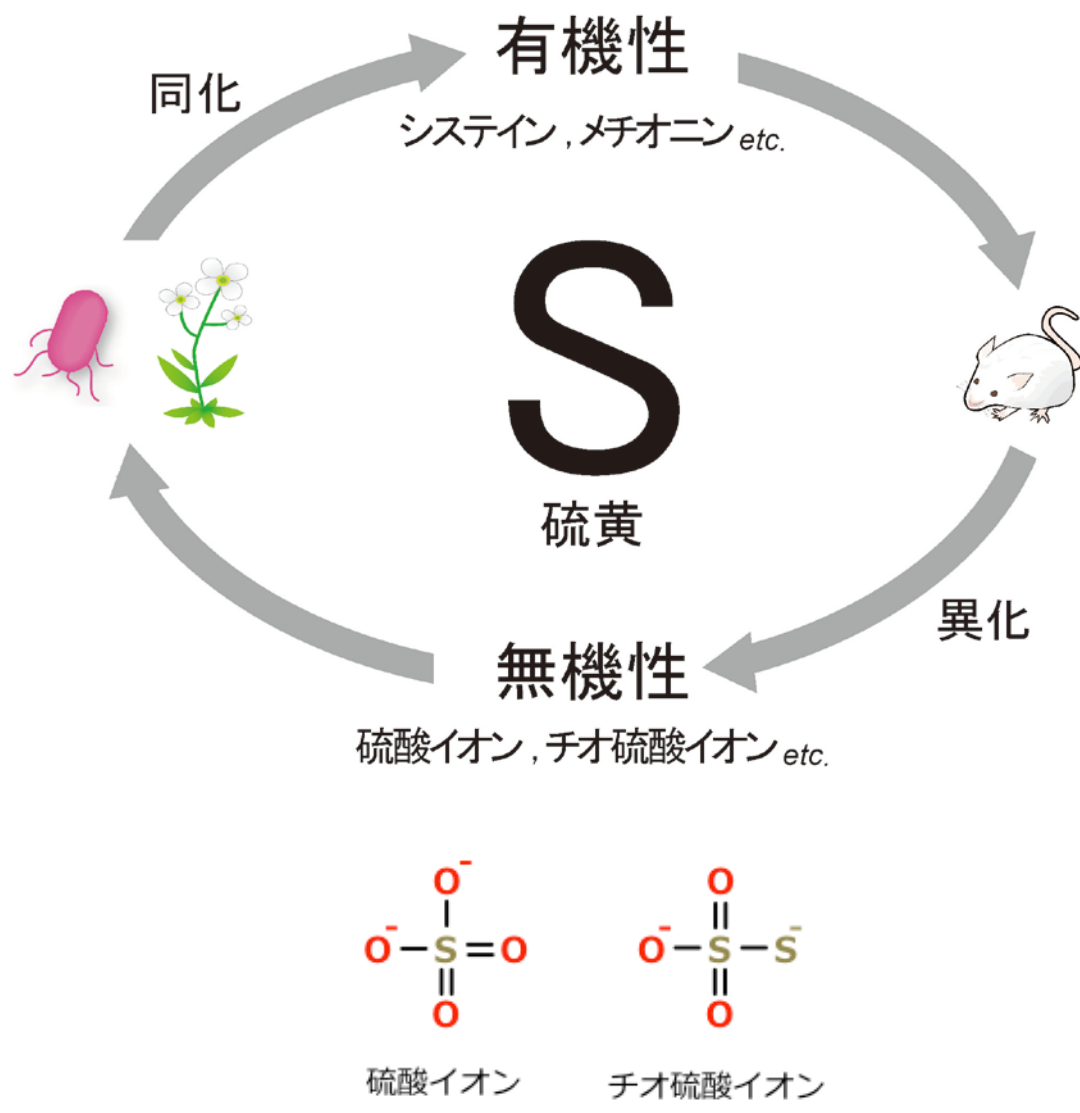 有機性
同化
システイン , メチオニン etc.
S
硫黄
異化
無機性
硫酸イオン , チオ硫酸イオン etc.
O⁻
O⁻ S O
O
硫酸イオン
O
O⁻ S S⁻
O
チオ硫酸イオン